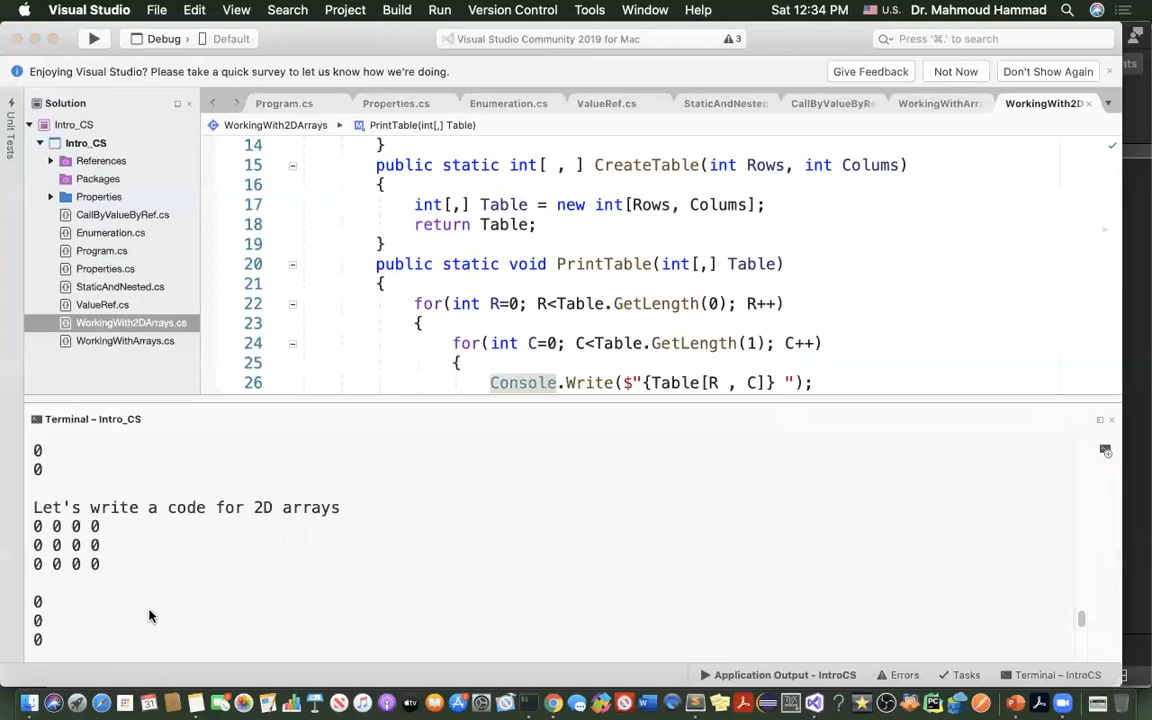 Visual Studio File Edit View Search Project Build Run Version Control Tools Window Help Sat 12:34 PM U.S. Dr. Mahmoud Hammad
Debug Default Visual Studio Community 2019 for Mac 3 Press '⌘.' to search
Enjoying Visual Studio? Please take a quick survey to let us know how we're doing. Give Feedback Not Now Don't Show Again
Solution
Program.cs Properties.cs Enumeration.cs ValueRef.cs StaticAndNested CallByValueByRe WorkingWithArr WorkingWith2D
WorkingWith2DArrays PrintTable(int[,] Table)
Unit Tests
Intro_CS
Intro_CS
References
Packages
Properties
CallByValueByRef.cs
Enumeration.cs
Program.cs
Properties.cs
StaticAndNested.cs
ValueRef.cs
WorkingWith2DArrays.cs
WorkingWithArrays.cs
14 }
15 public static int[ , ] CreateTable(int Rows, int Colums)
16 {
17 int[,] Table = new int[Rows, Colums];
18 return Table;
19 }
20 public static void PrintTable(int[,] Table)
21 {
22 for(int R=0; R<Table.GetLength(0); R++)
23 {
24 for(int C=0; C<Table.GetLength(1); C++)
25 {
26 Console.Write($"{Table[R , C]} ");
Terminal – Intro_CS
0
0
Let's write a code for 2D arrays
0 0 0 0
0 0 0 0
0 0 0 0
0
0
0
Application Output – IntroCS Errors Tasks Terminal – IntroCS